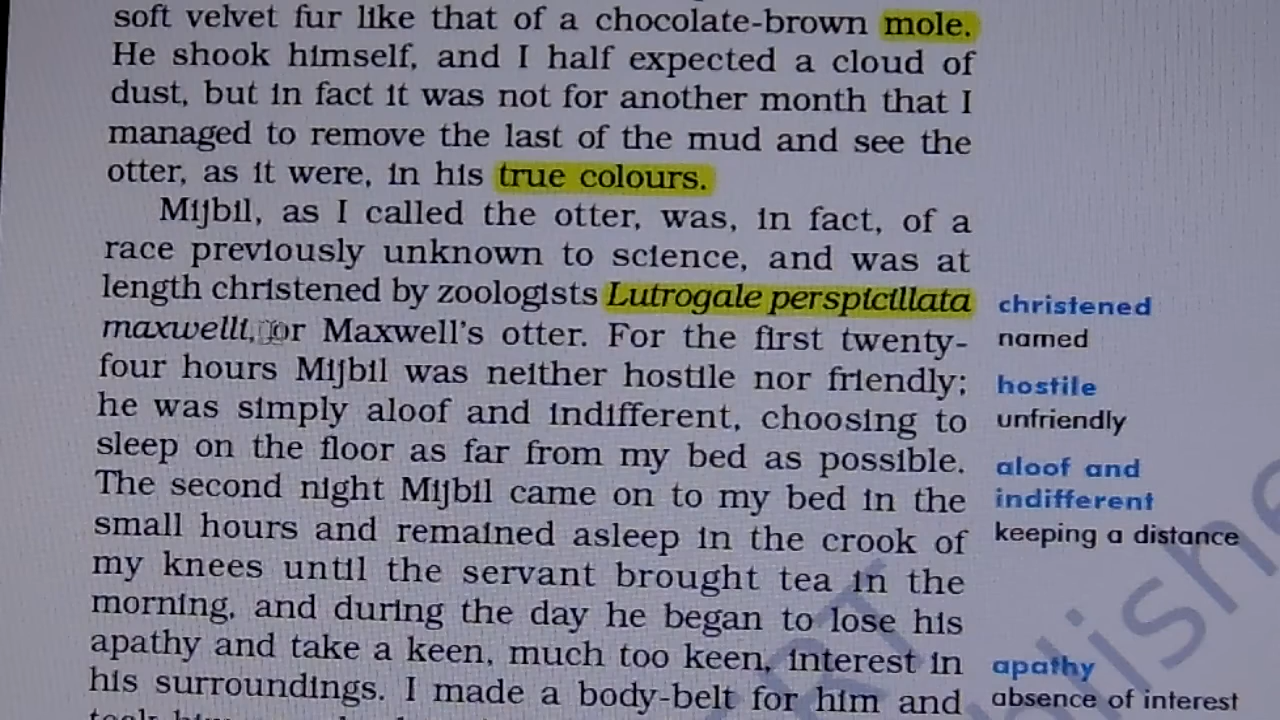 soft velvet fur like that of a chocolate-brown mole.
He shook himself, and I half expected a cloud of
dust, but in fact it was not for another month that I
managed to remove the last of the mud and see the
otter, as it were, in his true colours.
Mijbil, as I called the otter, was, in fact, of a
race previously unknown to science, and was at
length christened by zoologists Lutrogale perspicillata
christened
maxwelli, or Maxwell's otter. For the first twenty-
named
four hours Mijbil was neither hostile nor friendly;
hostile
he was simply aloof and indifferent, choosing to
unfriendly
sleep on the floor as far from my bed as possible.
aloof and
The second night Mijbil came on to my bed in the
indifferent
small hours and remained asleep in the crook of
keeping a distance
my knees until the servant brought tea in the
morning, and during the day he began to lose his
apathy and take a keen, much too keen, interest in
apathy
his surroundings. I made a body-belt for him and
absence of interest